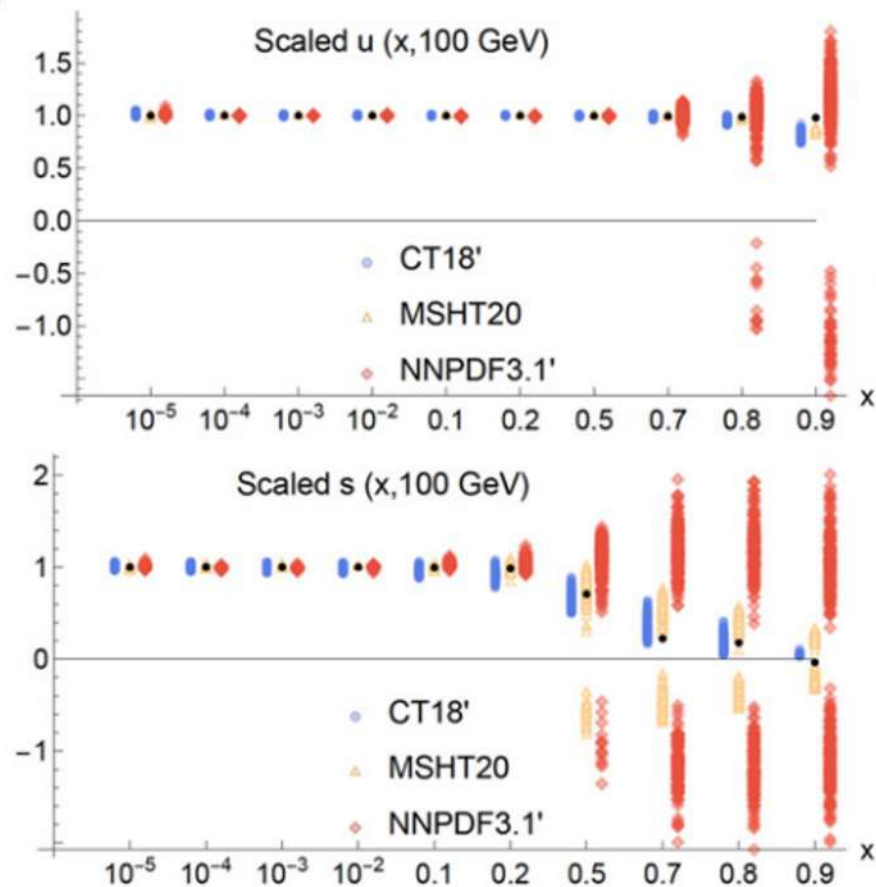 Scaled u (x,100 GeV)
1.5
1.0
0.5
0.0
−0.5
−1.0
CT18'
MSHT20
NNPDF3.1'
10⁻⁵ 10⁻⁴ 10⁻³ 10⁻² 0.1 0.2 0.5 0.7 0.8 0.9 x
Scaled s (x,100 GeV)
2
1
0
−1
CT18'
MSHT20
NNPDF3.1'
10⁻⁵ 10⁻⁴ 10⁻³ 10⁻² 0.1 0.2 0.5 0.7 0.8 0.9 x